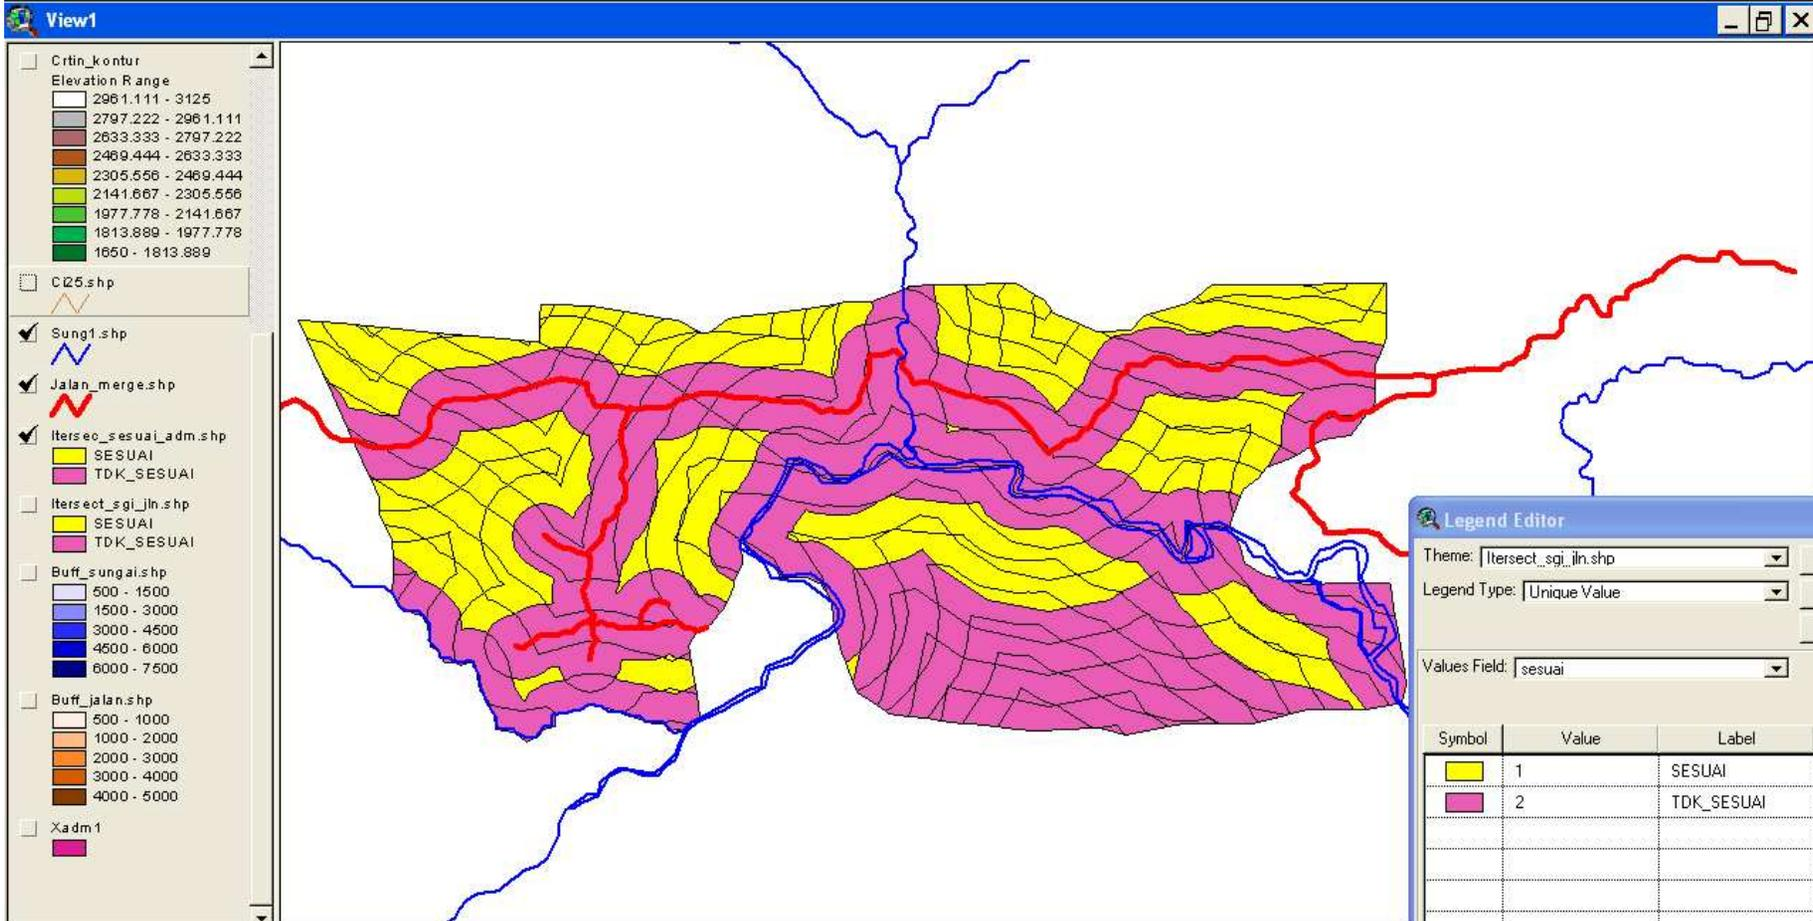 View1
Crtin_kontur
Elevation Range
2961.111 - 3125
2797.222 - 2961.111
2633.333 - 2797.222
2469.444 - 2633.333
2305.556 - 2469.444
2141.667 - 2305.556
1977.778 - 2141.667
1813.889 - 1977.778
1650 - 1813.889
Ci25.shp
Sung1.shp
Jalan_merge.shp
Itersec_sesuai_adm.shp
SESUAI
TDK_SESUAI
Itersect_sgi_jln.shp
SESUAI
TDK_SESUAI
Buff_sungai.shp
500 - 1500
1500 - 3000
3000 - 4500
4500 - 6000
6000 - 7500
Buff_jalan.shp
500 - 1000
1000 - 2000
2000 - 3000
3000 - 4000
4000 - 5000
Xadm1
Legend Editor
Theme: Itersect_sgi_jln.shp
Legend Type: Unique Value
Values Field: sesuai
Symbol Value Label
1 SESUAI
2 TDK_SESUAI